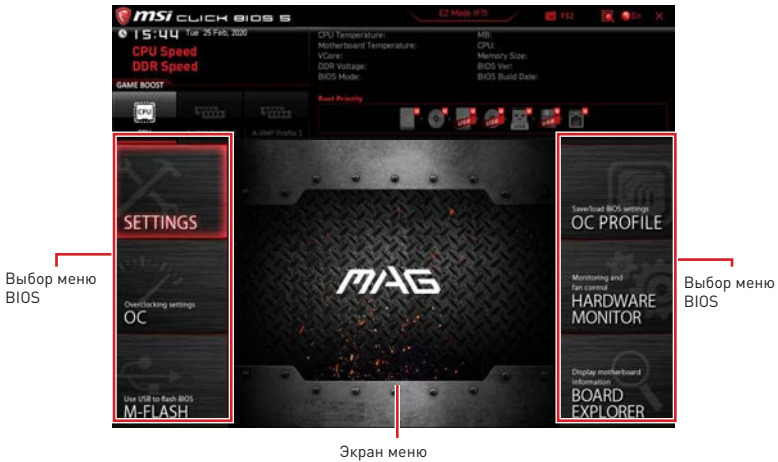 msi CLICK BIOS 5
EZ Mode (F7)
F12
En
X
15:44 Tue 25 Feb, 2020
CPU Speed
DDR Speed
CPU Temperature:
Motherboard Temperature:
VCore:
DDR Voltage:
BIOS Mode:
MB:
CPU:
Memory Size:
BIOS Ver:
BIOS Build Date:
GAME BOOST
CPU
CPU
A-XMP Profile 2
Boot Priority
USB
USB
USB
SETTINGS
Overclocking settings
OC
Use USB to flash BIOS
M-FLASH
MAG
Save/load BIOS settings
OC PROFILE
Monitoring and
fan control
HARDWARE
MONITOR
Display motherboard
information
BOARD
EXPLORER
Выбор меню
BIOS
Выбор меню
BIOS
Экран меню